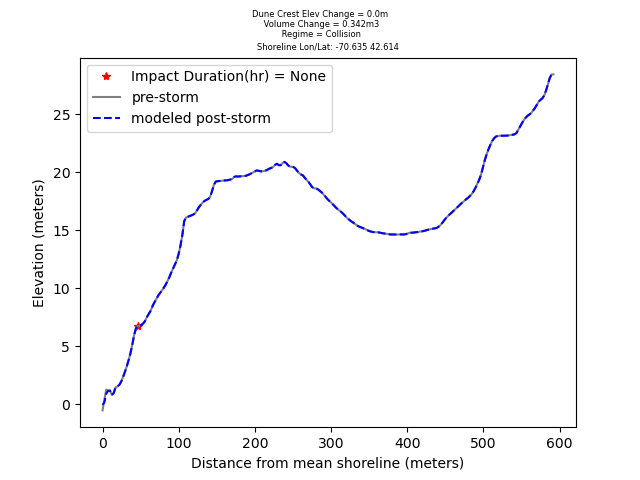 Dune Crest Elev Change = 0.0m
Volume Change = 0.342m3
Regime = Collision
Shoreline Lon/Lat: -70.635 42.614
Impact Duration(hr) = None
pre-storm
modeled post-storm
Elevation (meters)
25
20
15
10
5
0
0 100 200 300 400 500 600
Distance from mean shoreline (meters)